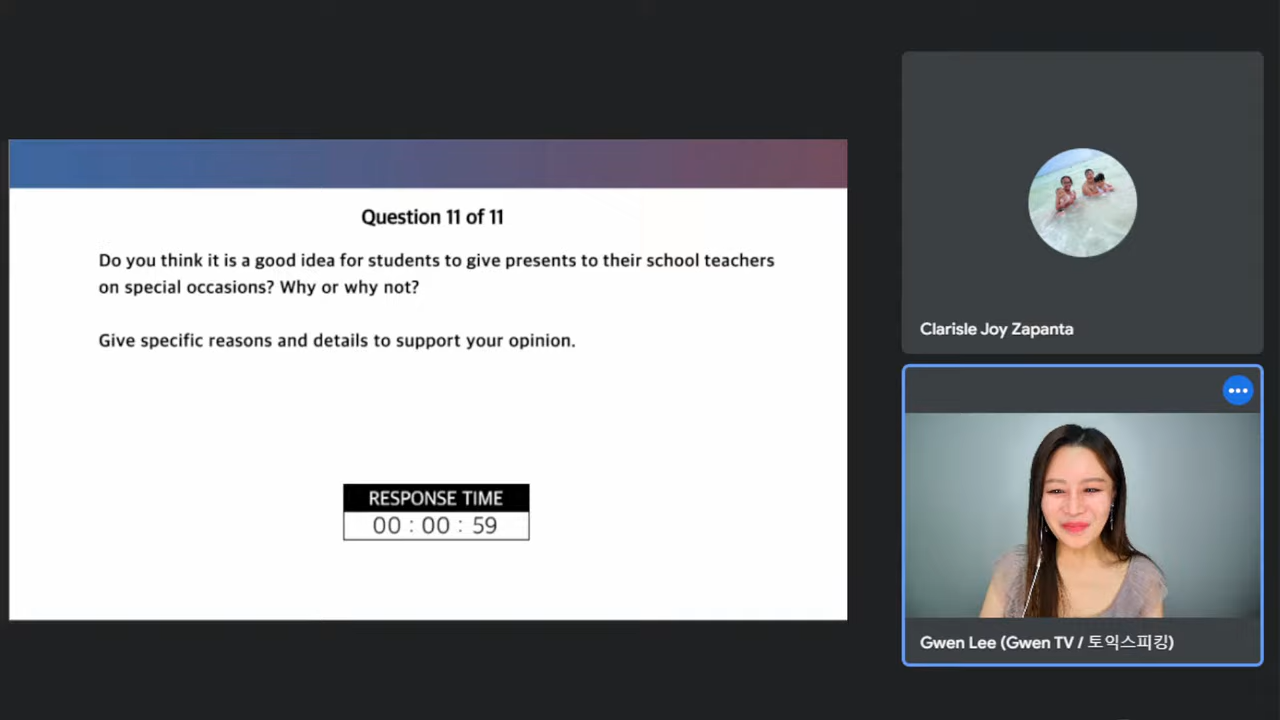 Question 11 of 11
Do you think it is a good idea for students to give presents to their school teachers
on special occasions? Why or why not?
Give specific reasons and details to support your opinion.
RESPONSE TIME
00 : 00 : 59
Clarisle Joy Zapanta
Gwen Lee (Gwen TV / 토익스피킹)